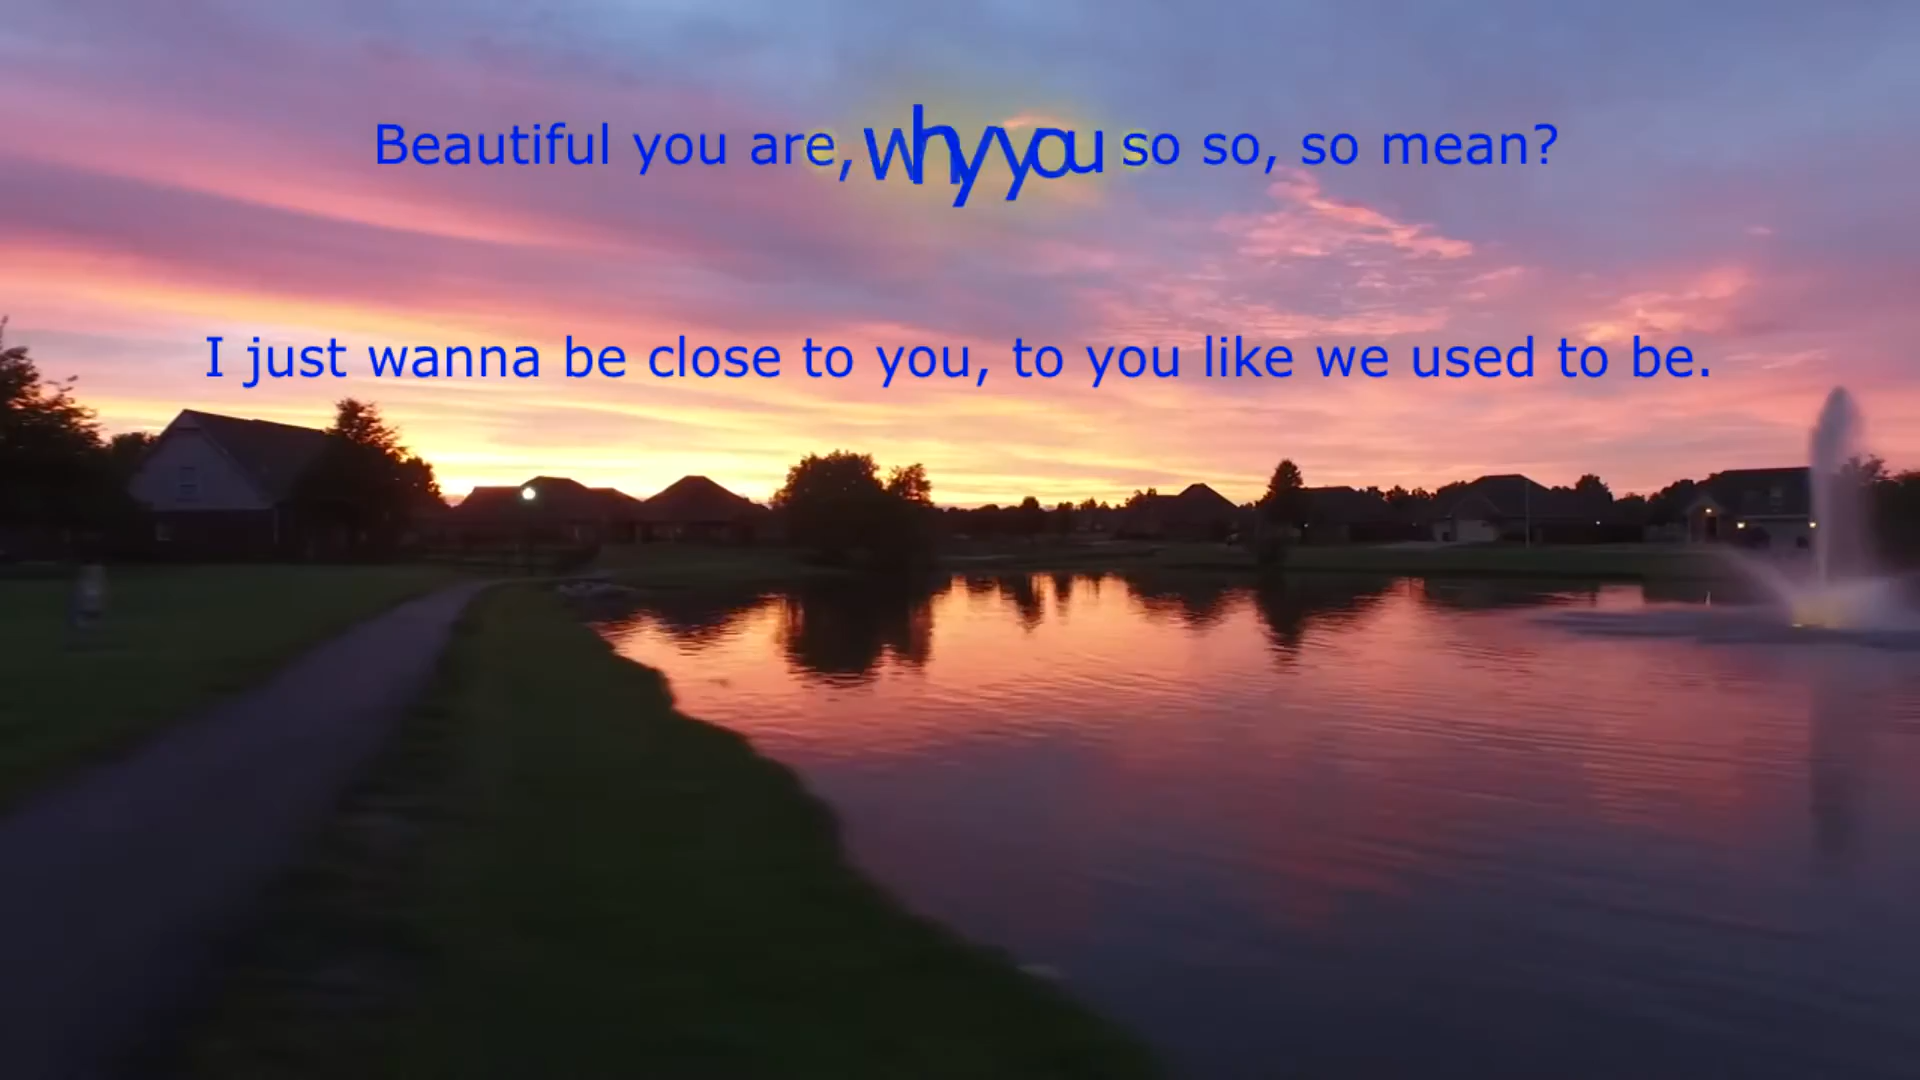 Beautiful you are, why you so so, so mean?
I just wanna be close to you, to you like we used to be.